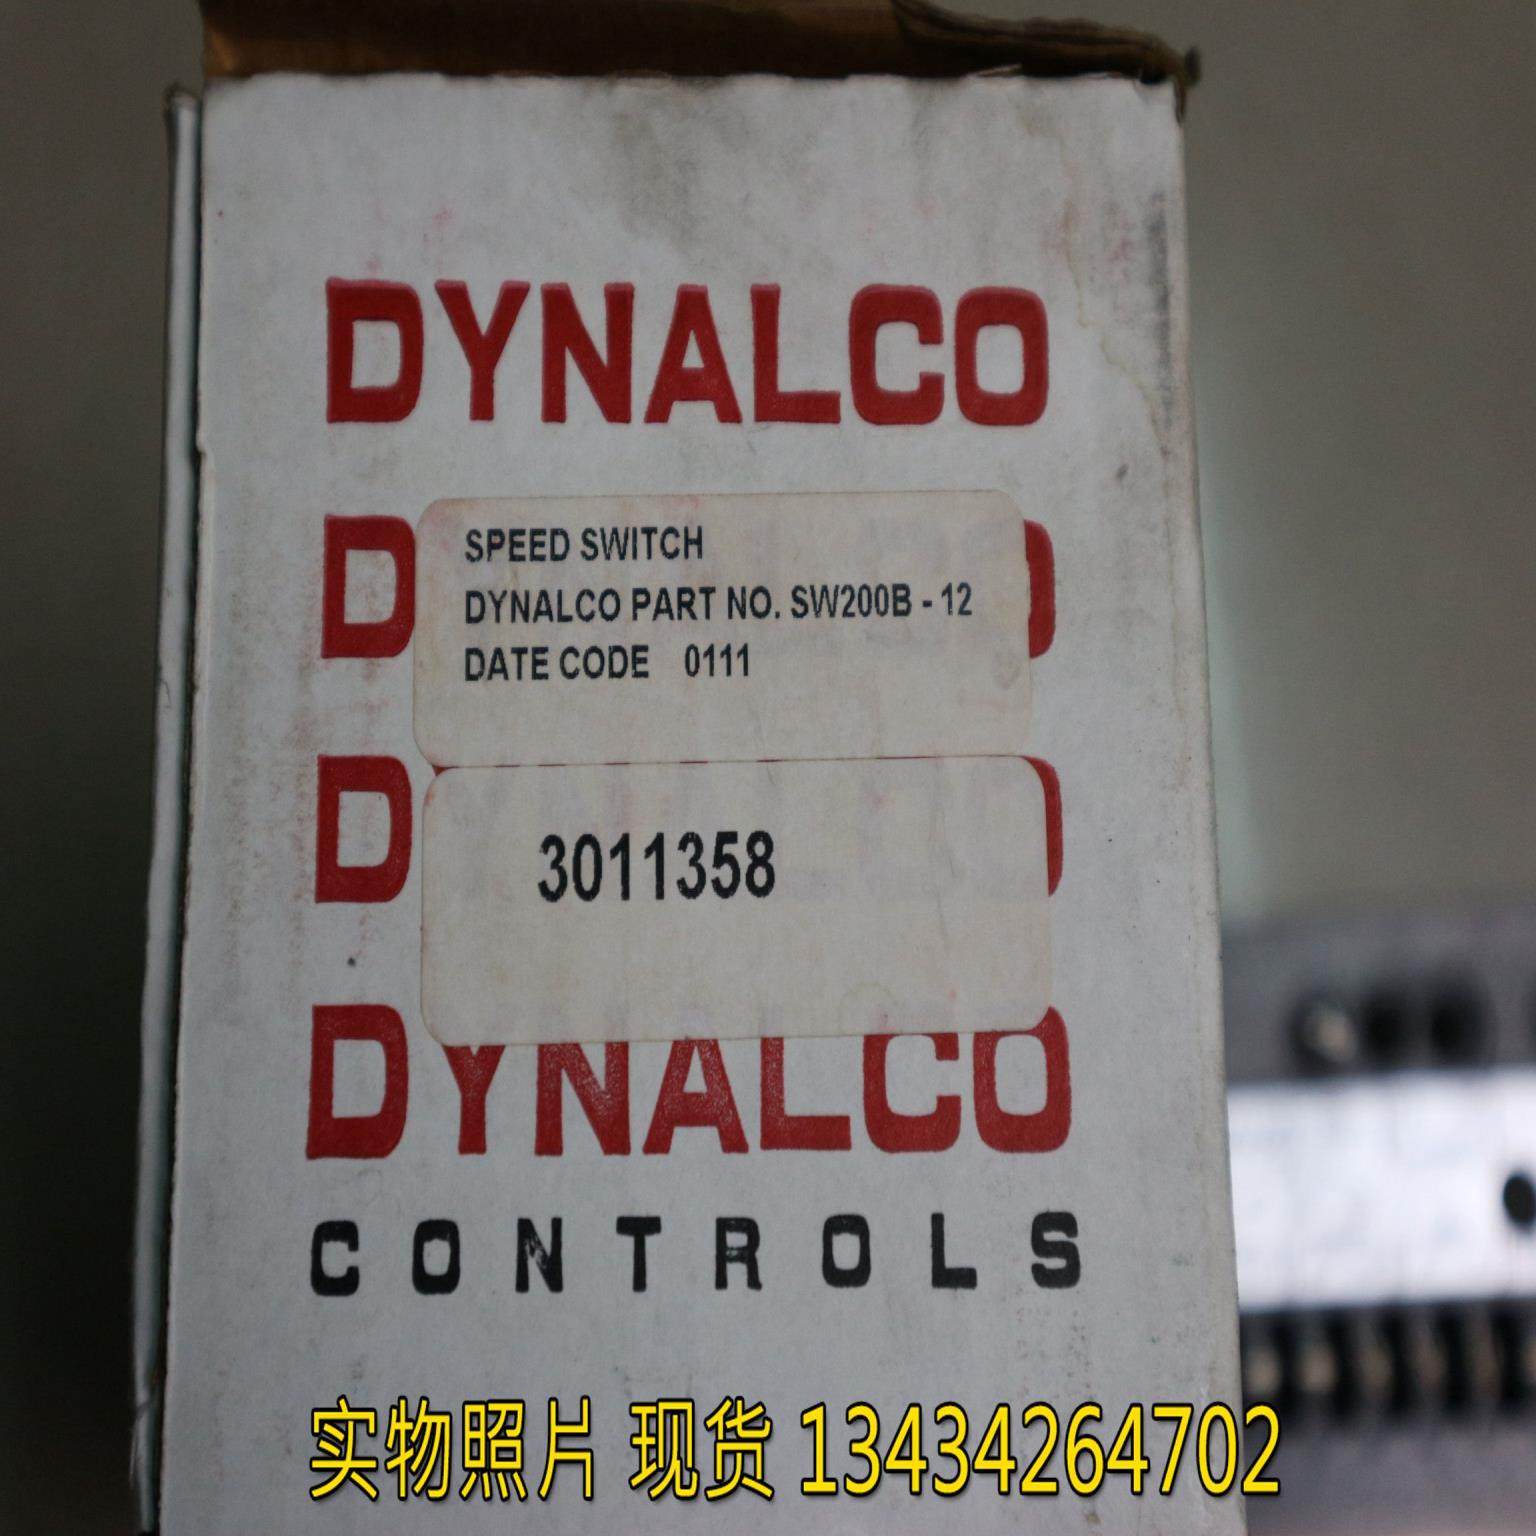 DYNALCO
D
SPEED SWITCH
DYNALCO PART NO. SW200B - 12
DATE CODE 0111
D
3011358
DYNALCO
CONTROLS
实物照片 现货 13434264702